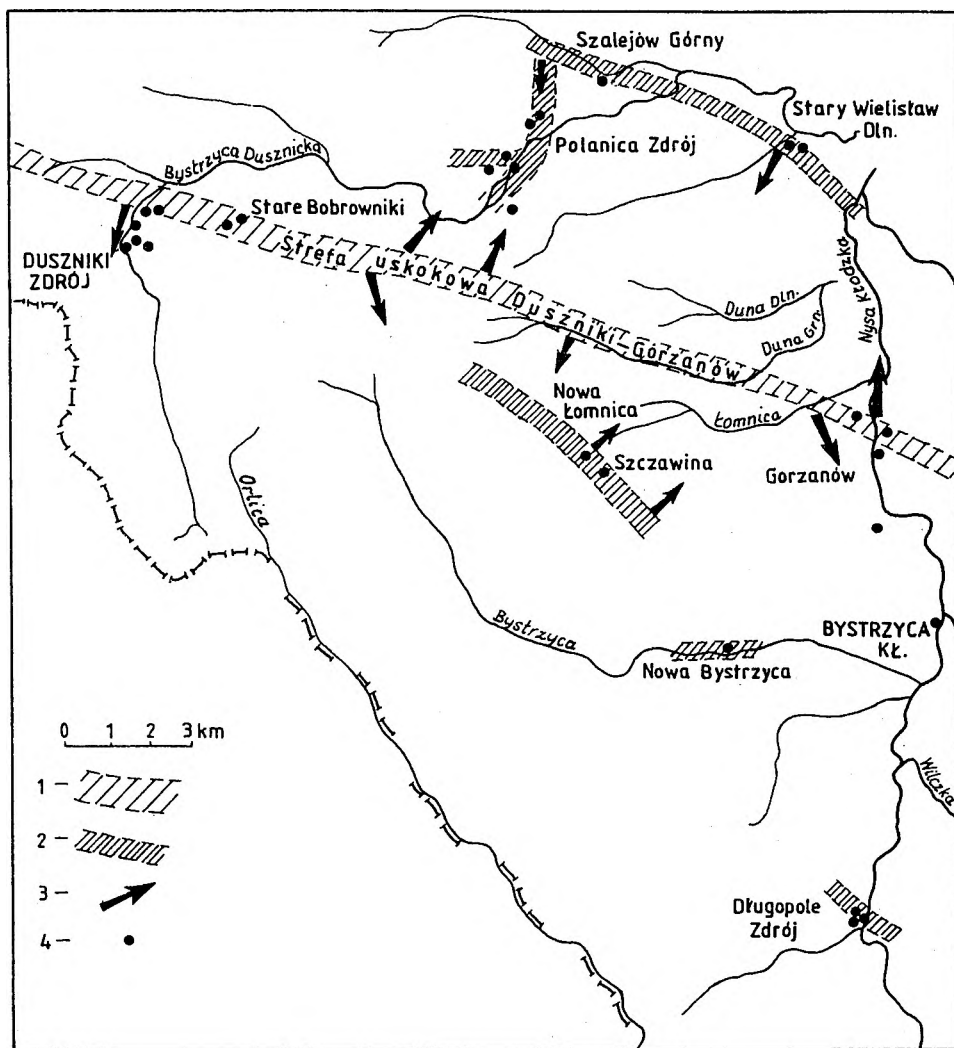 Szalejów Górny
Stary Wielisław
Dln.
Polanica Zdrój
Bystrzyca Dusznicka
Stare Bobrowniki
DUSZNIKI
ZDRÓJ
Strefa uskokowa Duszniki-Gorzanów
Duna Dln.
Duna Grn.
Nysa Kłodzka
Nowa
Łomnica
Łomnica
Szczawina
Gorzanów
Orlica
Bystrzyca
BYSTRZYCA
KŁ.
Nowa Bystrzyca
Wilczka
0 1 2 3 km
1 —
2 —
3 —
4 —
Długopole
Zdrój